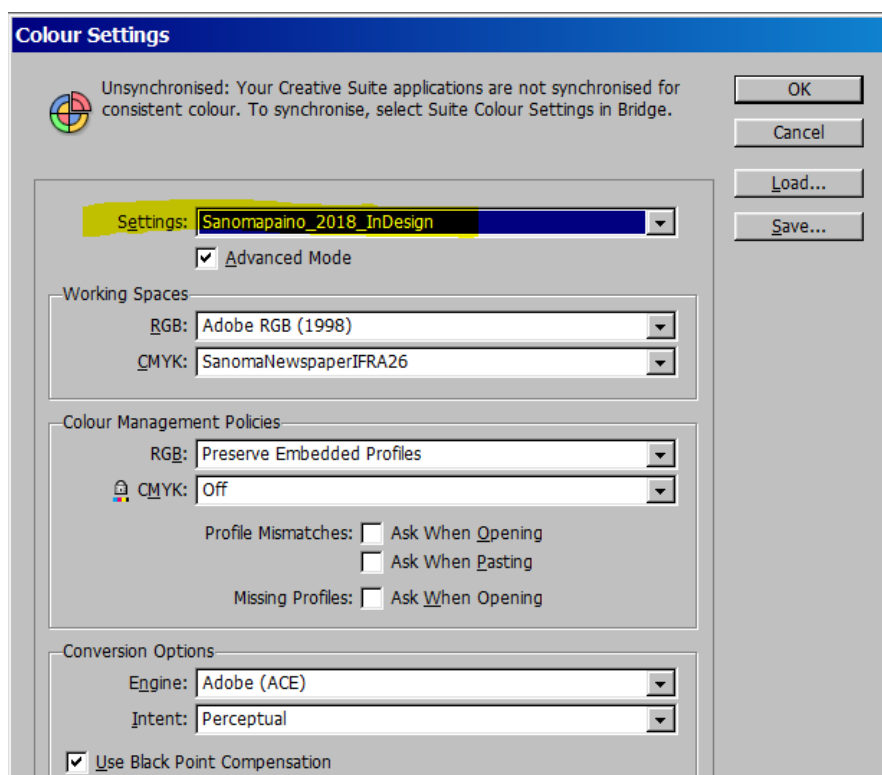 Colour Settings
Unsynchronised: Your Creative Suite applications are not synchronised for
consistent colour. To synchronise, select Suite Colour Settings in Bridge.
OK
Cancel
Load...
Save...
Settings: Sanomapaino_2018_InDesign
Advanced Mode
Working Spaces
RGB: Adobe RGB (1998)
CMYK: SanomaNewspaperIFRA26
Colour Management Policies
RGB: Preserve Embedded Profiles
CMYK: Off
Profile Mismatches: Ask When Opening
Ask When Pasting
Missing Profiles: Ask When Opening
Conversion Options
Engine: Adobe (ACE)
Intent: Perceptual
Use Black Point Compensation